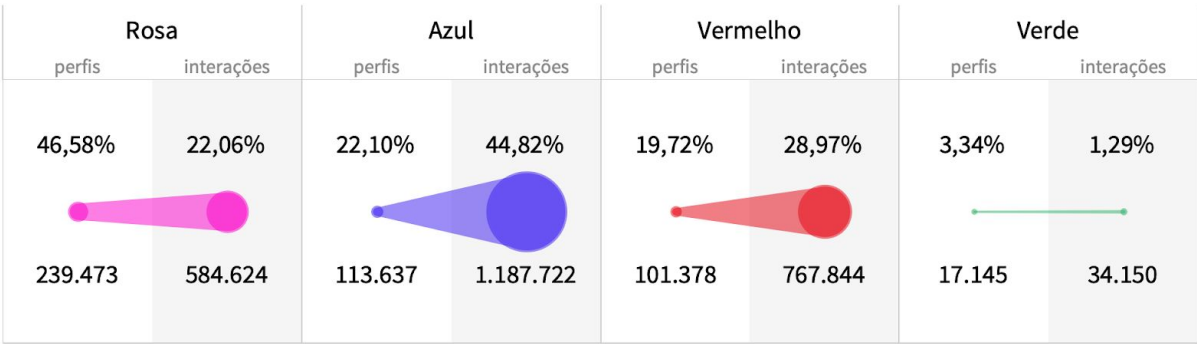 Rosa Azul Vermelho Verde
perfis interações perfis interações perfis interações perfis interações
46,58% 22,06% 22,10% 44,82% 19,72% 28,97% 3,34% 1,29%
239.473 584.624 113.637 1.187.722 101.378 767.844 17.145 34.150